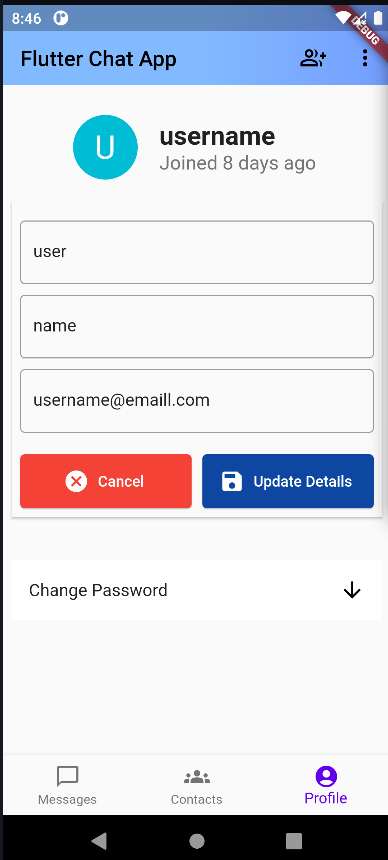 8:46
DEBUG
Flutter Chat App
U
username
Joined 8 days ago
user
name
username@emaill.com
Cancel
Update Details
Change Password
Messages
Contacts
Profile